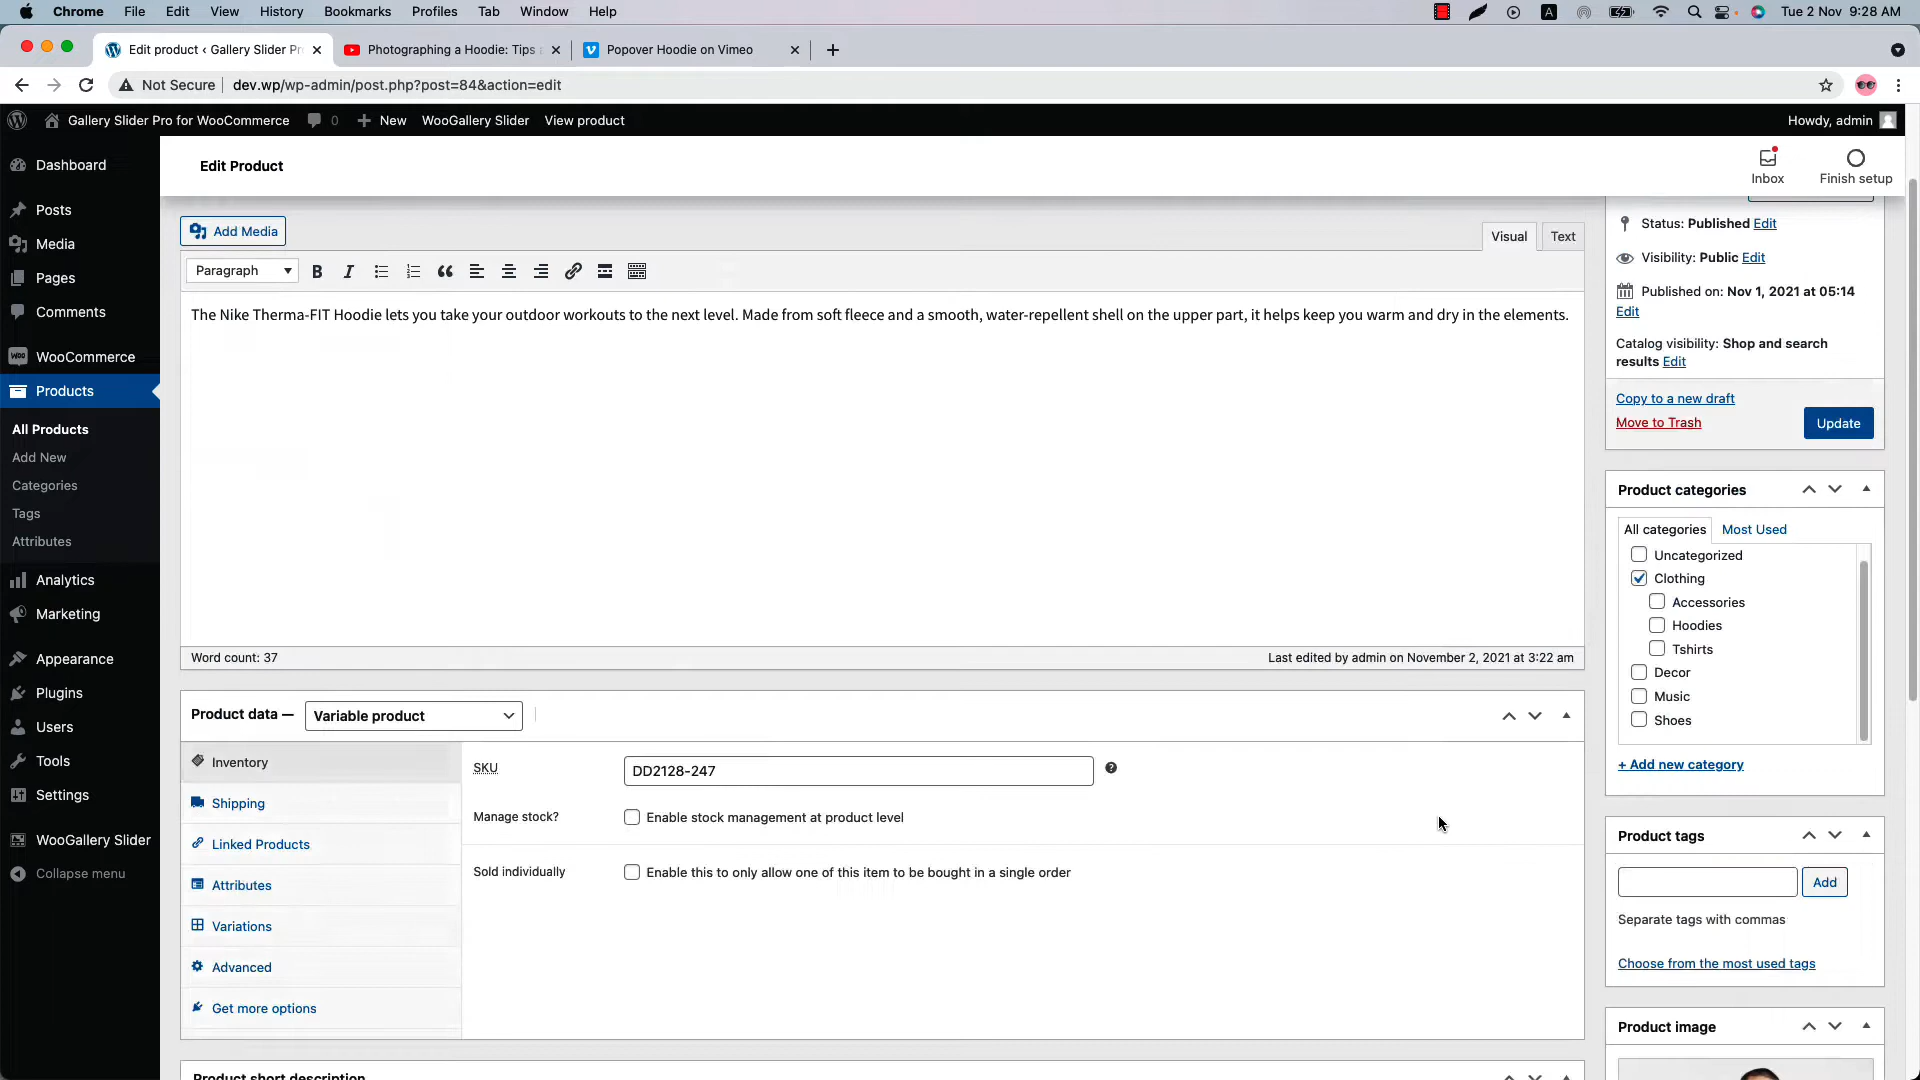 Chrome File Edit View History Bookmarks Profiles Tab Window Help A Tue 2 Nov 9:28 AM
Edit product ‹ Gallery Slider Pr Photographing a Hoodie: Tips Popover Hoodie on Vimeo
Not Secure dev.wp/wp-admin/post.php?post=84&action=edit
Gallery Slider Pro for WooCommerce 0 New WooGallery Slider View product Howdy, admin
Edit Product
Inbox
Finish setup
Dashboard
Posts
Media
Pages
Comments
WooCommerce
Products
All Products
Add New
Categories
Tags
Attributes
Analytics
Marketing
Appearance
Plugins
Users
Tools
Settings
WooGallery Slider
Collapse menu
Add Media
Visual Text
Paragraph B I
The Nike Therma-FIT Hoodie lets you take your outdoor workouts to the next level. Made from soft fleece and a smooth, water-repellent shell on the upper part, it helps keep you warm and dry in the elements.
Word count: 37
Last edited by admin on November 2, 2021 at 3:22 am
Product data — Variable product
Inventory
Shipping
Linked Products
Attributes
Variations
Advanced
Get more options
SKU DD2128-247
Manage stock? Enable stock management at product level
Sold individually Enable this to only allow one of this item to be bought in a single order
Product short description
Status: Published Edit
Visibility: Public Edit
Published on: Nov 1, 2021 at 05:14
Edit
Catalog visibility: Shop and search
results Edit
Copy to a new draft
Move to Trash
Update
Product categories
All categories Most Used
Uncategorized
Clothing
Accessories
Hoodies
Tshirts
Decor
Music
Shoes
+ Add new category
Product tags
Add
Separate tags with commas
Choose from the most used tags
Product image